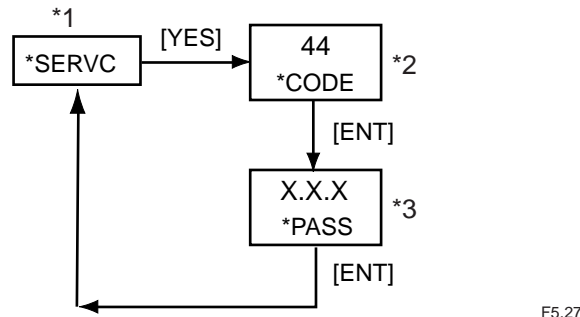 *1
*SERVC
[YES]
44
*CODE
*2
[ENT]
X.X.X
*PASS
*3
[ENT]
F5.27